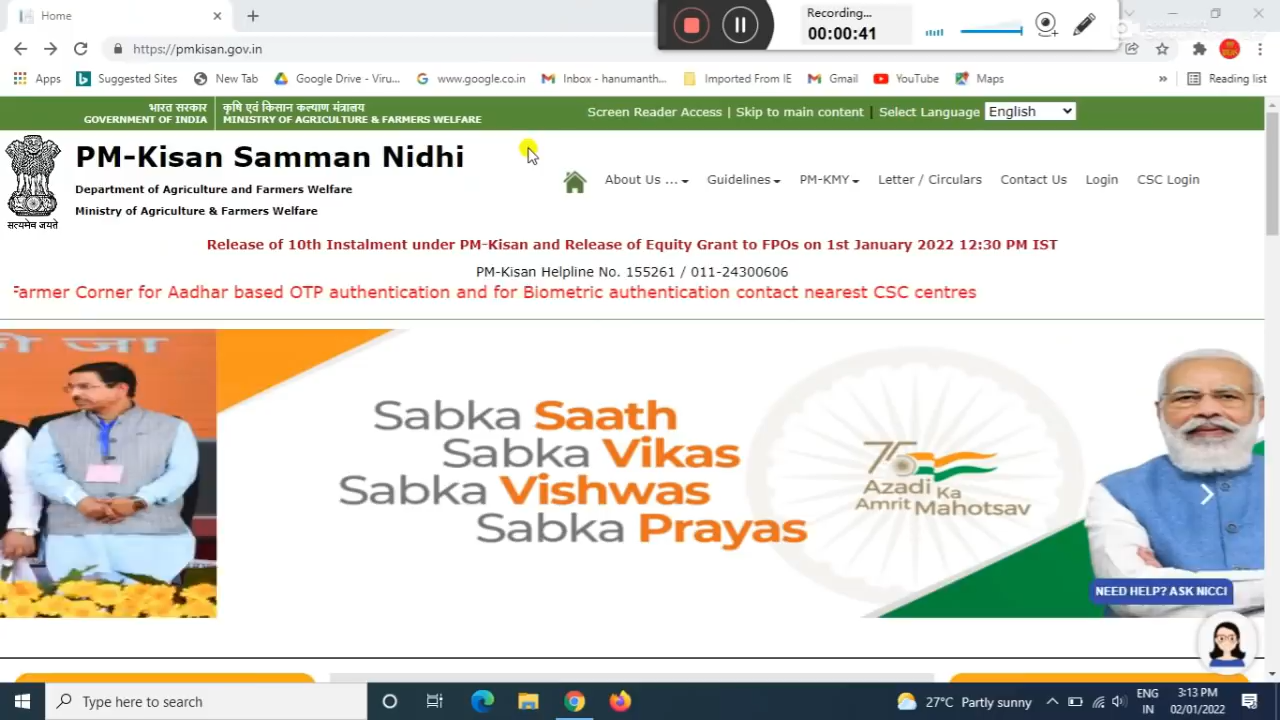 Home
Recording...
00:00:41
https://pmkisan.gov.in
Apps
Suggested Sites
New Tab
Google Drive - Viru...
www.google.co.in
Inbox - hanumanth...
Imported From IE
Gmail
YouTube
Maps
»
Reading list
भारत सरकार
GOVERNMENT OF INDIA
कृषि एवं किसान कल्याण मंत्रालय
MINISTRY OF AGRICULTURE & FARMERS WELFARE
Screen Reader Access | Skip to main content | Select Language English
PM-Kisan Samman Nidhi
Department of Agriculture and Farmers Welfare
Ministry of Agriculture & Farmers Welfare
सत्यमेव जयते
About Us ...
Guidelines
PM-KMY
Letter / Circulars
Contact Us
Login
CSC Login
Release of 10th Instalment under PM-Kisan and Release of Equity Grant to FPOs on 1st January 2022 12:30 PM IST
PM-Kisan Helpline No. 155261 / 011-24300606
Farmer Corner for Aadhar based OTP authentication and for Biometric authentication contact nearest CSC centres
Sabka Saath
Sabka Vikas
Sabka Vishwas
Sabka Prayas
75
Azadi Ka
Amrit Mahotsav
NEED HELP? ASK NICCI
Type here to search
27°C Partly sunny
ENG
IN
3:13 PM
02/01/2022